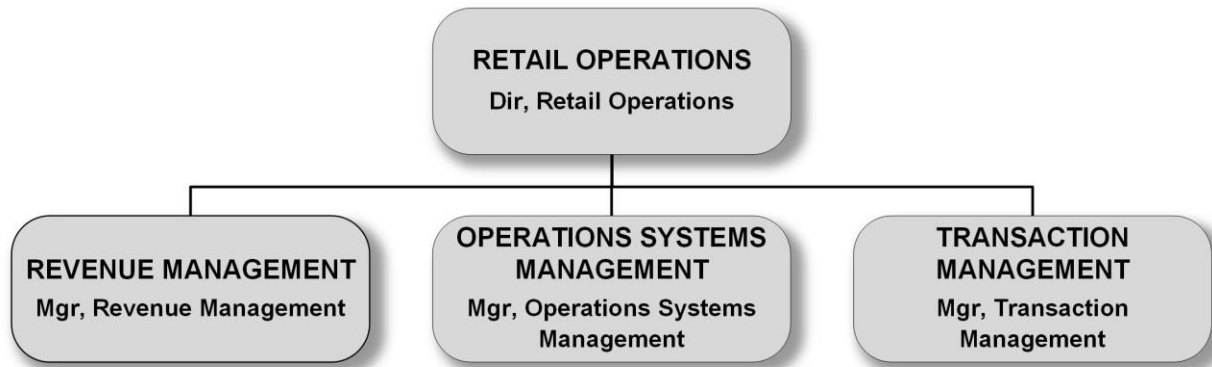 RETAIL OPERATIONS
Dir, Retail Operations
REVENUE MANAGEMENT
Mgr, Revenue Management
OPERATIONS SYSTEMS
MANAGEMENT
Mgr, Operations Systems
Management
TRANSACTION
MANAGEMENT
Mgr, Transaction
Management